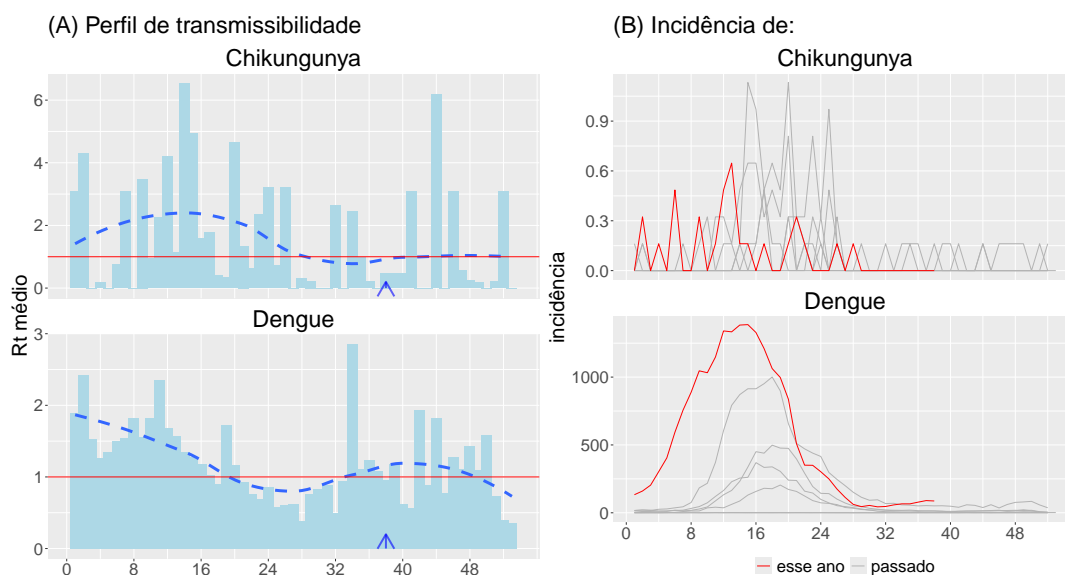 (A) Perfil de transmissibilidade
Chikungunya
6
4
2
0
Dengue
3
2
1
0
0 8 16 24 32 40 48
Rt médio
(B) Incidência de:
Chikungunya
0.9
0.6
0.3
0.0
Dengue
1000
500
0
0 8 16 24 32 40 48
incidência
esse ano passado